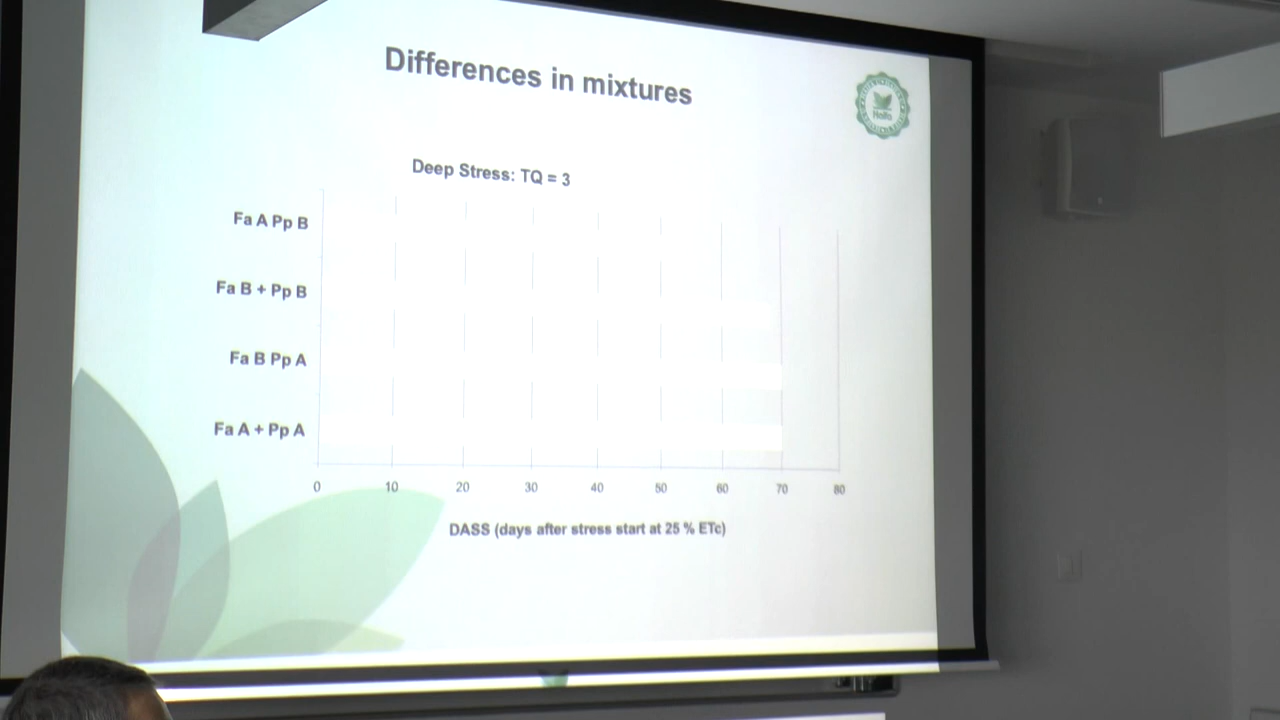 Differences in mixtures
Deep Stress: TQ = 3
Fa A Pp B
Fa B + Pp B
Fa B Pp A
Fa A + Pp A
0 10 20 30 40 50 60 70 80
DASS (days after stress start at 25 % ETc)